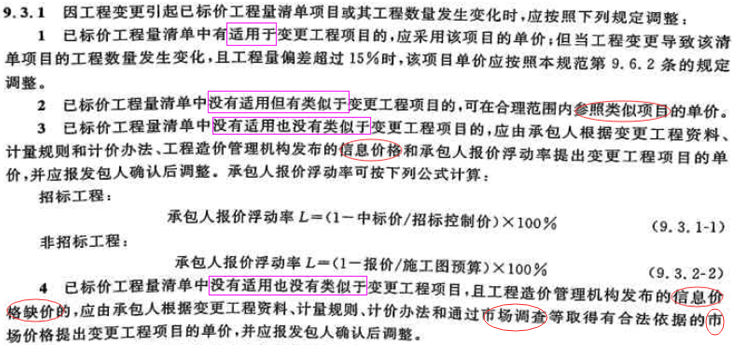 9.3.1 因工程变更引起已标价工程量清单项目或其工程数量发生变化时,应按照下列规定调整:
1 已标价工程量清单中有适用于变更工程项目的,应采用该项目的单价;但当工程变更导致该清
单项目的工程数量发生变化,且工程量偏差超过15%时,该项目单价应按照本规范第9.6.2条的规定
调整。
2 已标价工程量清单中没有适用但有类似于变更工程项目的,可在合理范围内参照类似项目的单价。
3 已标价工程量清单中没有适用也没有类似于变更工程项目的,应由承包人根据变更工程资料、
计量规则和计价办法、工程造价管理机构发布的信息价格和承包人报价浮动率提出变更工程项目的单
价,并应报发包人确认后调整。承包人报价浮动率可按下列公式计算:
招标工程:
承包人报价浮动率L=(1-中标价/招标控制价)×100% (9.3.1-1)
非招标工程:
承包人报价浮动率L=(1-报价/施工图预算)×100% (9.3.2-2)
4 已标价工程量清单中没有适用也没有类似于变更工程项目,且工程造价管理机构发布的信息价
格缺价的,应由承包人根据变更工程资料、计量规则、计价办法和通过市场调查等取得有合法依据的市
场价格提出变更工程项目的单价,并应报发包人确认后调整。